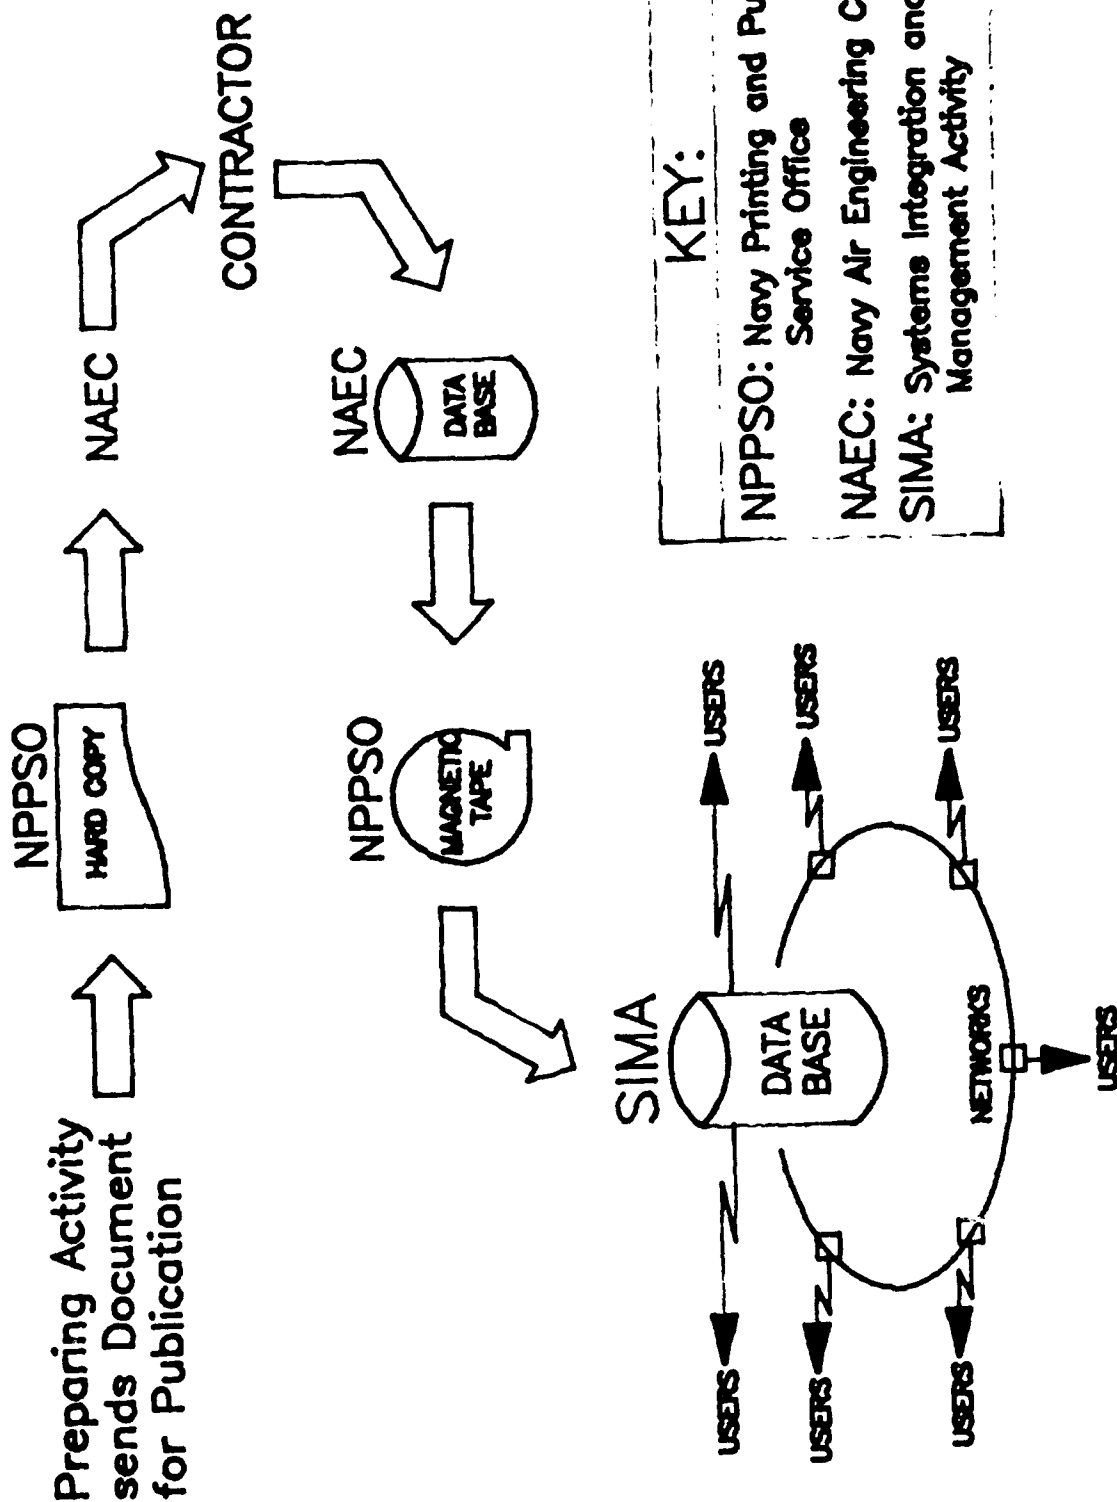 Preparing Activity
sends Document
for Publication
NPPSO
HARD COPY
NAEC
CONTRACTOR
NAEC
DATA
BASE
NPPSO
MAGNETIC
TAPE
SIMA
DATA
BASE
NETWORKS
USERS
USERS
USERS
USERS
USERS
USERS
USERS
KEY:
NPPSO: Navy Printing and
Service Office
NAEC: Navy Air Engineering
SIMA: Systems Integration and
Management Activity